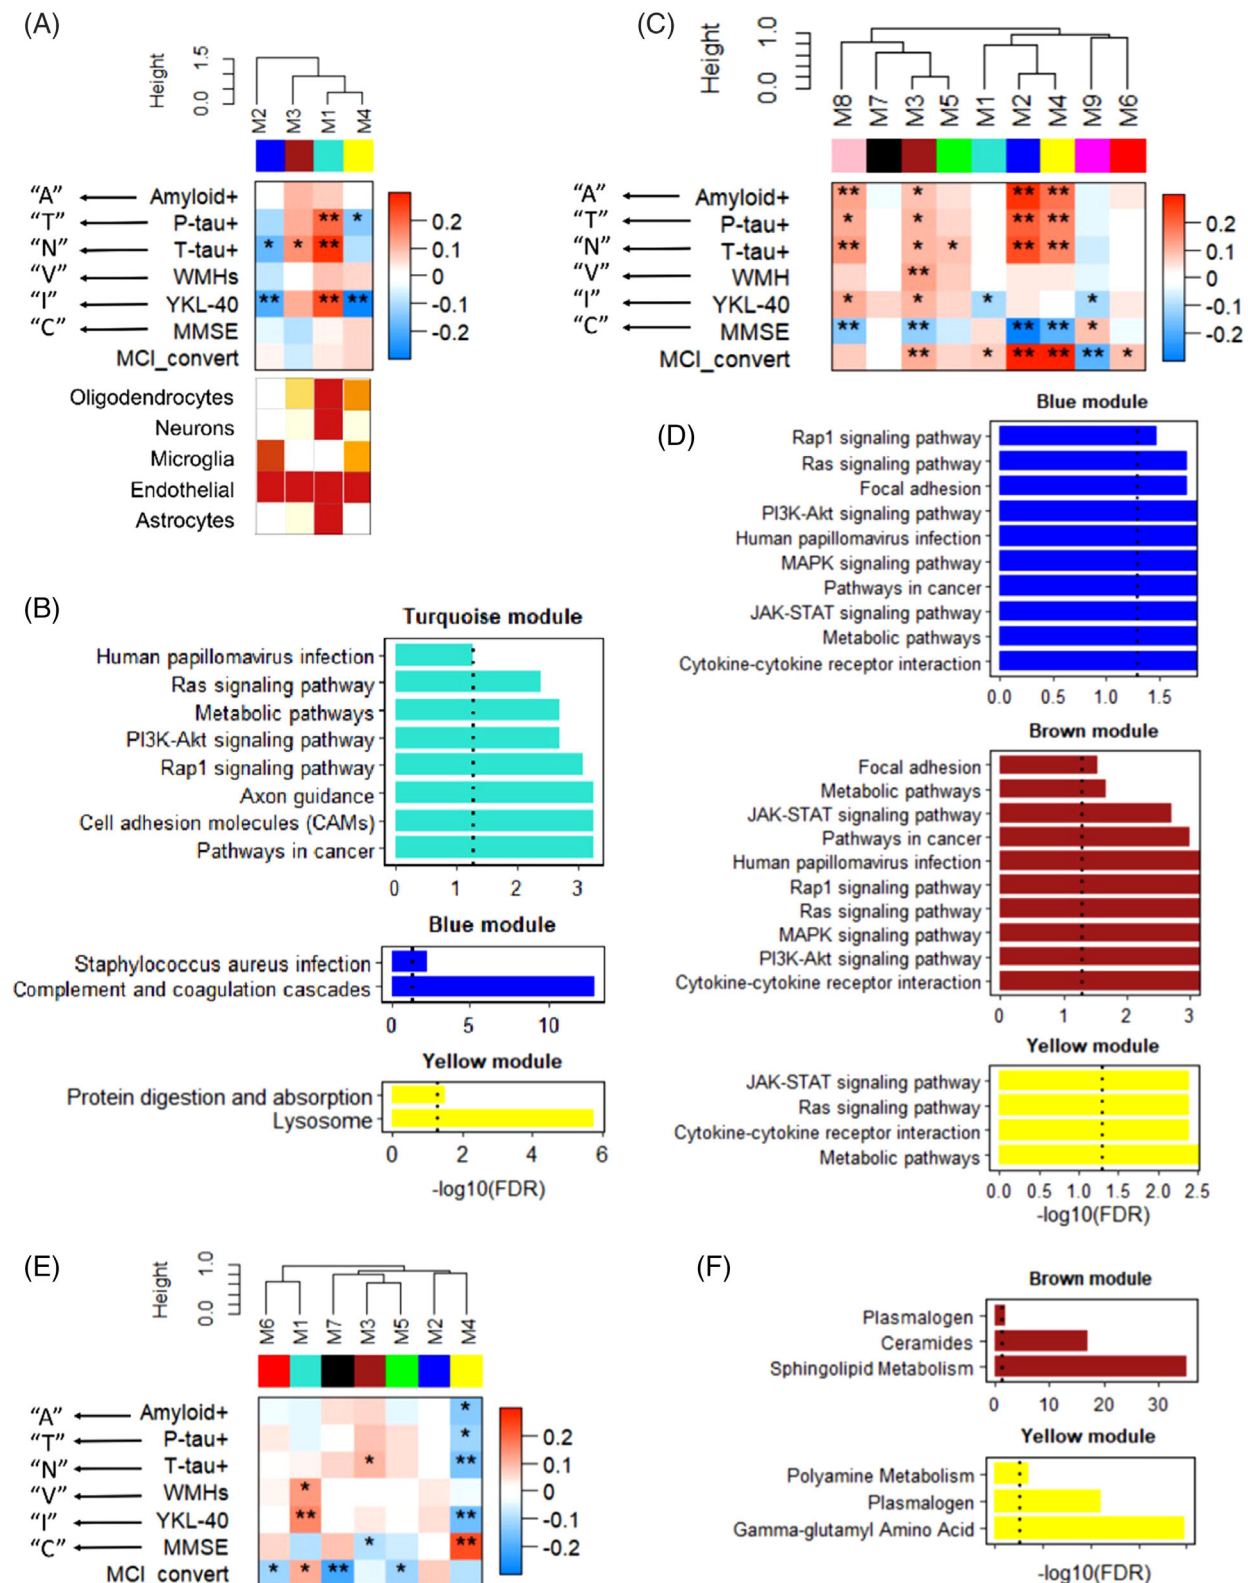 (A)
Height
0.0 1.5
M2 M3 M1 M4
“A” Amyloid+ **
“T” P-tau+ ** *
“N” T-tau+ * * **
“V” WMHs
“I” YKL-40 ** ** **
“C” MMSE
MCI_convert
0.2
0.1
0
-0.1
-0.2
Oligodendrocytes
Neurons
Microglia
Endothelial
Astrocytes
(B)
Turquoise module
Human papillomavirus infection
Ras signaling pathway
Metabolic pathways
PI3K-Akt signaling pathway
Rap1 signaling pathway
Axon guidance
Cell adhesion molecules (CAMs)
Pathways in cancer
0 1 2 3
Blue module
Staphylococcus aureus infection
Complement and coagulation cascades
0 5 10
Yellow module
Protein digestion and absorption
Lysosome
0 2 4 6
-log10(FDR)
(C)
Height
0.0 1.0
M8 M7 M3 M5 M1 M2 M4 M9 M6
“A” Amyloid+ ** * ** **
“T” P-tau+ * * ** **
“N” T-tau+ ** * * ** **
“V” WMH **
“I” YKL-40 * * * *
“C” MMSE ** ** ** ** *
MCI_convert ** * ** ** ** *
0.2
0.1
0
-0.1
-0.2
(D)
Blue module
Rap1 signaling pathway
Ras signaling pathway
Focal adhesion
PI3K-Akt signaling pathway
Human papillomavirus infection
MAPK signaling pathway
Pathways in cancer
JAK-STAT signaling pathway
Metabolic pathways
Cytokine-cytokine receptor interaction
0.0 0.5 1.0 1.5
Brown module
Focal adhesion
Metabolic pathways
JAK-STAT signaling pathway
Pathways in cancer
Human papillomavirus infection
Rap1 signaling pathway
Ras signaling pathway
MAPK signaling pathway
PI3K-Akt signaling pathway
Cytokine-cytokine receptor interaction
0 1 2 3
Yellow module
JAK-STAT signaling pathway
Ras signaling pathway
Cytokine-cytokine receptor interaction
Metabolic pathways
0.0 0.5 1.0 1.5 2.0 2.5
-log10(FDR)
(E)
Height
0.0 1.0
M6 M1 M7 M3 M5 M2 M4
“A” Amyloid+ *
“T” P-tau+ *
“N” T-tau+ * **
“V” WMHs *
“I” YKL-40 ** **
“C” MMSE * **
MCI_convert * * ** *
0.2
0.1
0
-0.1
-0.2
(F)
Brown module
Plasmalogen
Ceramides
Sphingolipid Metabolism
0 10 20 30
Yellow module
Polyamine Metabolism
Plasmalogen
Gamma-glutamyl Amino Acid
-log10(FDR)